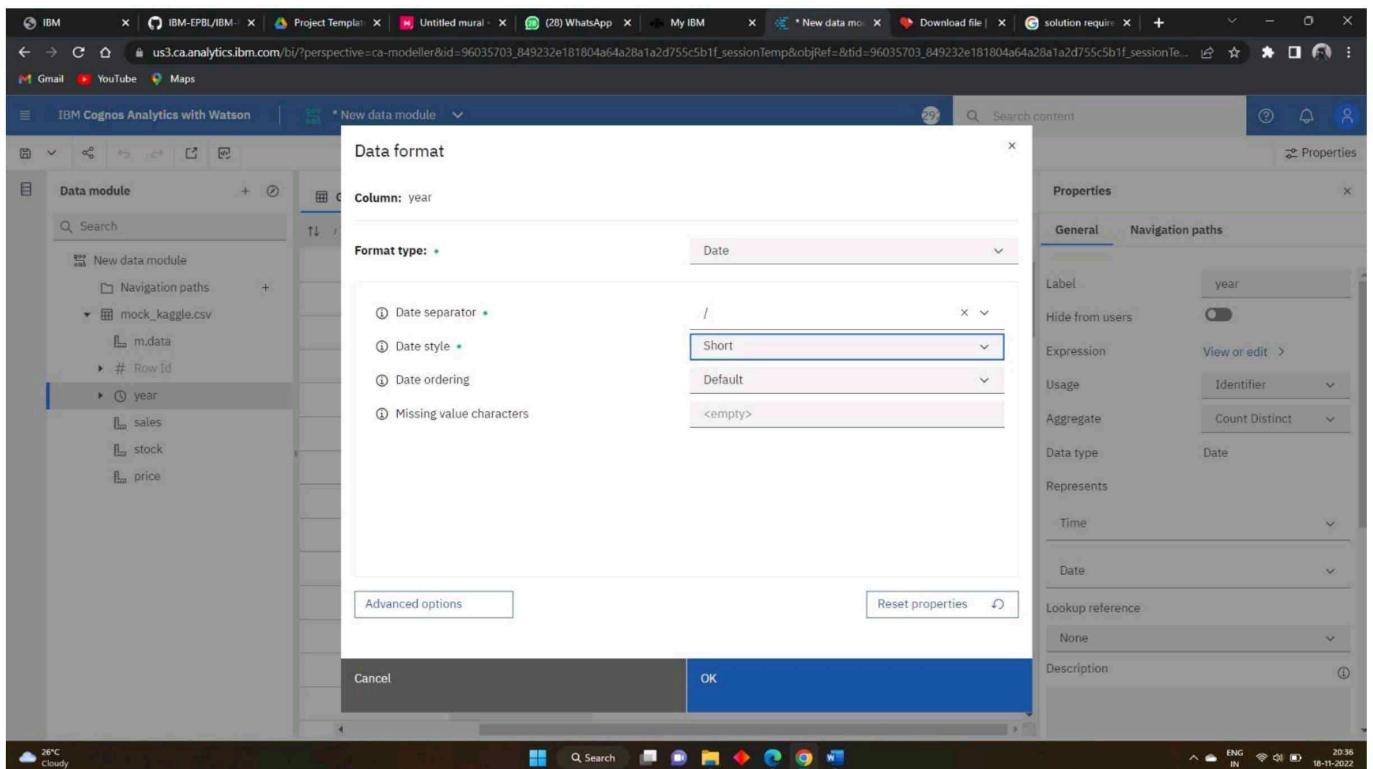 IBM
IBM-EPBL/IBM-
Project Templat
Untitled mural -
(28) WhatsApp
My IBM
* New data mo
Download file |
solution require
us3.ca.analytics.ibm.com/bi/?perspective=ca-modeller&id=96035703_849232e181804a64a28a1a2d755c5b1f_sessionTemp&objRef=&tid=96035703_849232e181804a64a28a1a2d755c5b1f_sessionTe...
Gmail
YouTube
Maps
IBM Cognos Analytics with Watson
* New data module
29
Search content
Properties
Data module
Search
New data module
Navigation paths
mock_kaggle.csv
m.data
# Row Id
year
sales
stock
price
Data format
Column: year
Format type:
Date
Date separator
/
Date style
Short
Date ordering
Default
Missing value characters
<empty>
Advanced options
Reset properties
Cancel
OK
Properties
General
Navigation paths
Label
year
Hide from users
Expression
View or edit
Usage
Identifier
Aggregate
Count Distinct
Data type
Date
Represents
Time
Date
Lookup reference
None
Description
26°C
Cloudy
Search
ENG
IN
20:36
18-11-2022